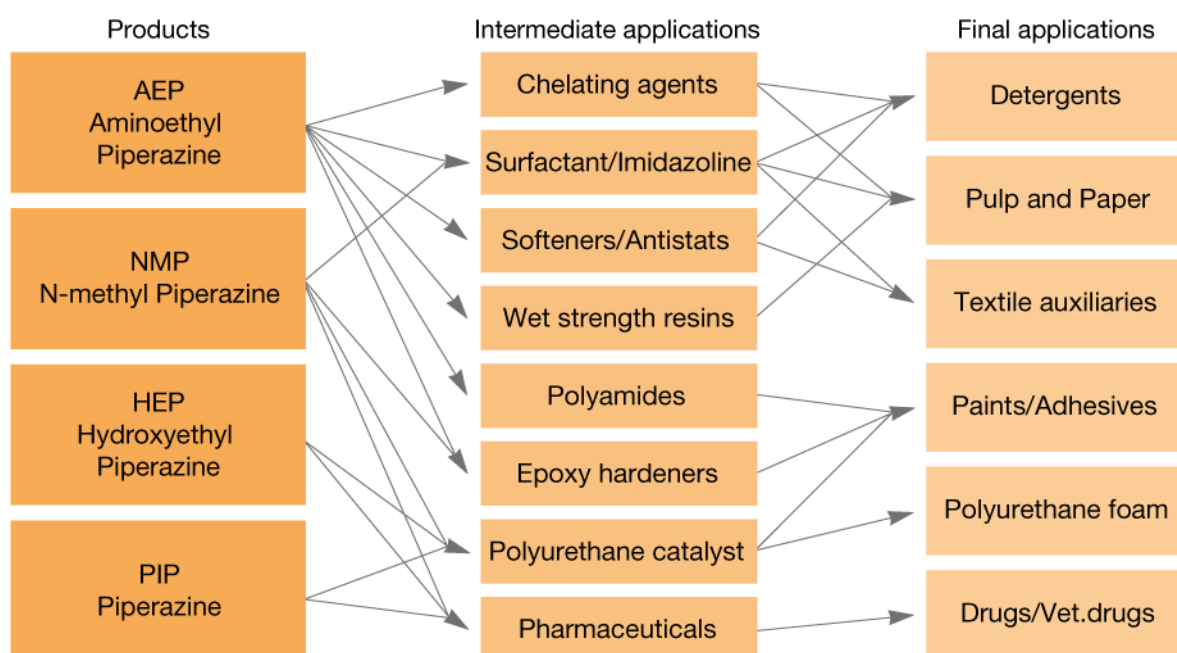 Products
Intermediate applications
Final applications
AEP
Aminoethyl
Piperazine
NMP
N-methyl Piperazine
HEP
Hydroxyethyl
Piperazine
PIP
Piperazine
Chelating agents
Surfactant/Imidazoline
Softeners/Antistats
Wet strength resins
Polyamides
Epoxy hardeners
Polyurethane catalyst
Pharmaceuticals
Detergents
Pulp and Paper
Textile auxiliaries
Paints/Adhesives
Polyurethane foam
Drugs/Vet.drugs